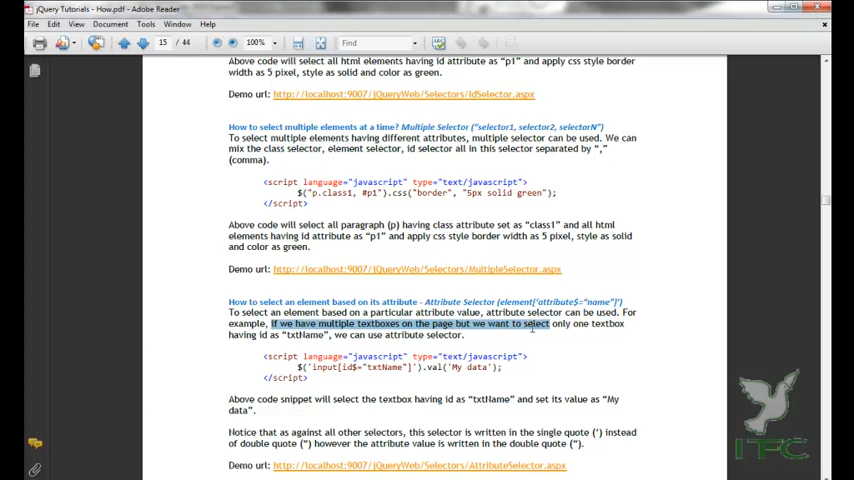 jQuery Tutorials - How.pdf - Adobe Reader
File Edit View Document Tools Window Help
15 / 44 100% Find
Above code will select all html elements having id attribute as “p1” and apply css style border
width as 5 pixel, style as solid and color as green.
Demo url: http://localhost:9007/jQueryWeb/Selectors/IdSelector.aspx
How to select multiple elements at a time? Multiple Selector (“selector1, selector2, selectorN”)
To select multiple elements having different attributes, multiple selector can be used. We can
mix the class selector, element selector, id selector all in this selector separated by “,”
(comma).
<script language="javascript" type="text/javascript">
$("p.class1, #p1").css("border", "5px solid green");
</script>
Above code will select all paragraph (p) having class attribute set as “class1” and all html
elements having id attribute as “p1” and apply css style border width as 5 pixel, style as solid
and color as green.
Demo url: http://localhost:9007/jQueryWeb/Selectors/MultipleSelector.aspx
How to select an element based on its attribute - Attribute Selector (element[‘attribute$=“name”]’)
To select an element based on a particular attribute value, attribute selector can be used. For
example, if we have multiple textboxes on the page but we want to select only one textbox
having id as “txtName”, we can use attribute selector.
<script language="javascript" type="text/javascript">
$('input[id$="txtName"]').val('My data');
</script>
Above code snippet will select the textbox having id as “txtName” and set its value as “My
data”.
Notice that as against all other selectors, this selector is written in the single quote (‘) instead
of double quote (“) however the attribute value is written in the double quote (“).
Demo url: http://localhost:9007/jQueryWeb/Selectors/AttributeSelector.aspx
ITFC